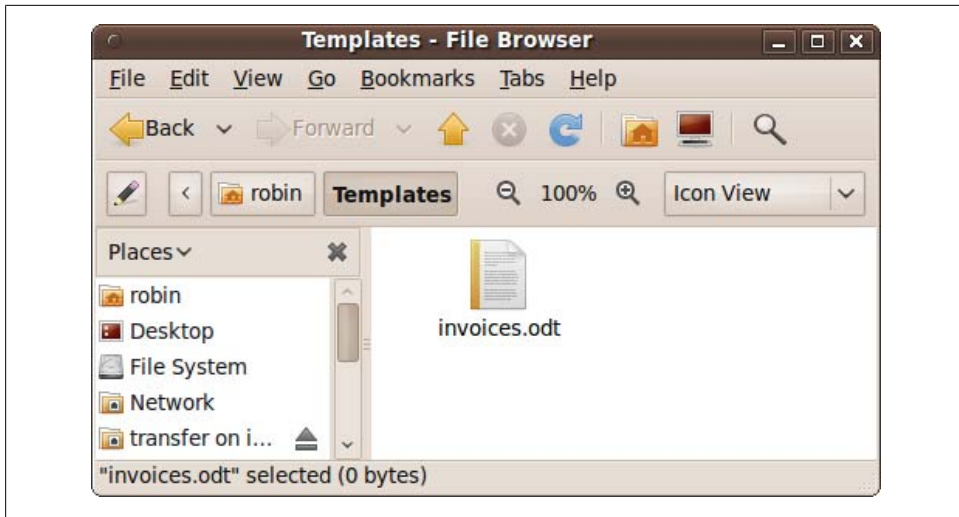 Templates - File Browser
File Edit View Go Bookmarks Tabs Help
Back Forward
robin Templates 100% Icon View
Places
robin
Desktop
File System
Network
transfer on i...
invoices.odt
"invoices.odt" selected (0 bytes)